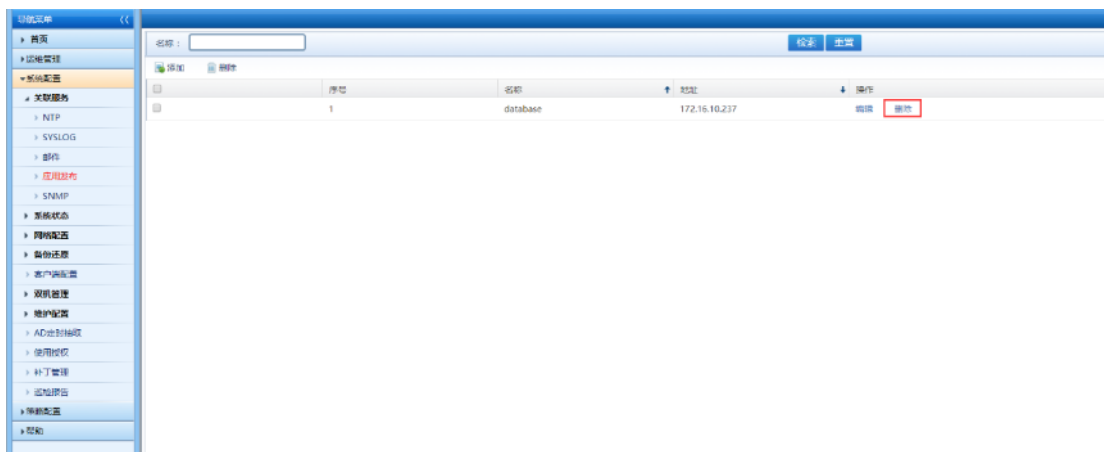 导航菜单
名称：
检索 重置
添加 删除
序号 名称 地址 操作
1 database 172.16.10.237 编辑 删除
首页
运维管理
系统配置
关联服务
NTP
SYSLOG
邮件
应用发布
SNMP
系统状态
网络配置
备份还原
客户端配置
双机管理
维护配置
AD定时抽取
使用授权
补丁管理
巡检报告
策略配置
帮助